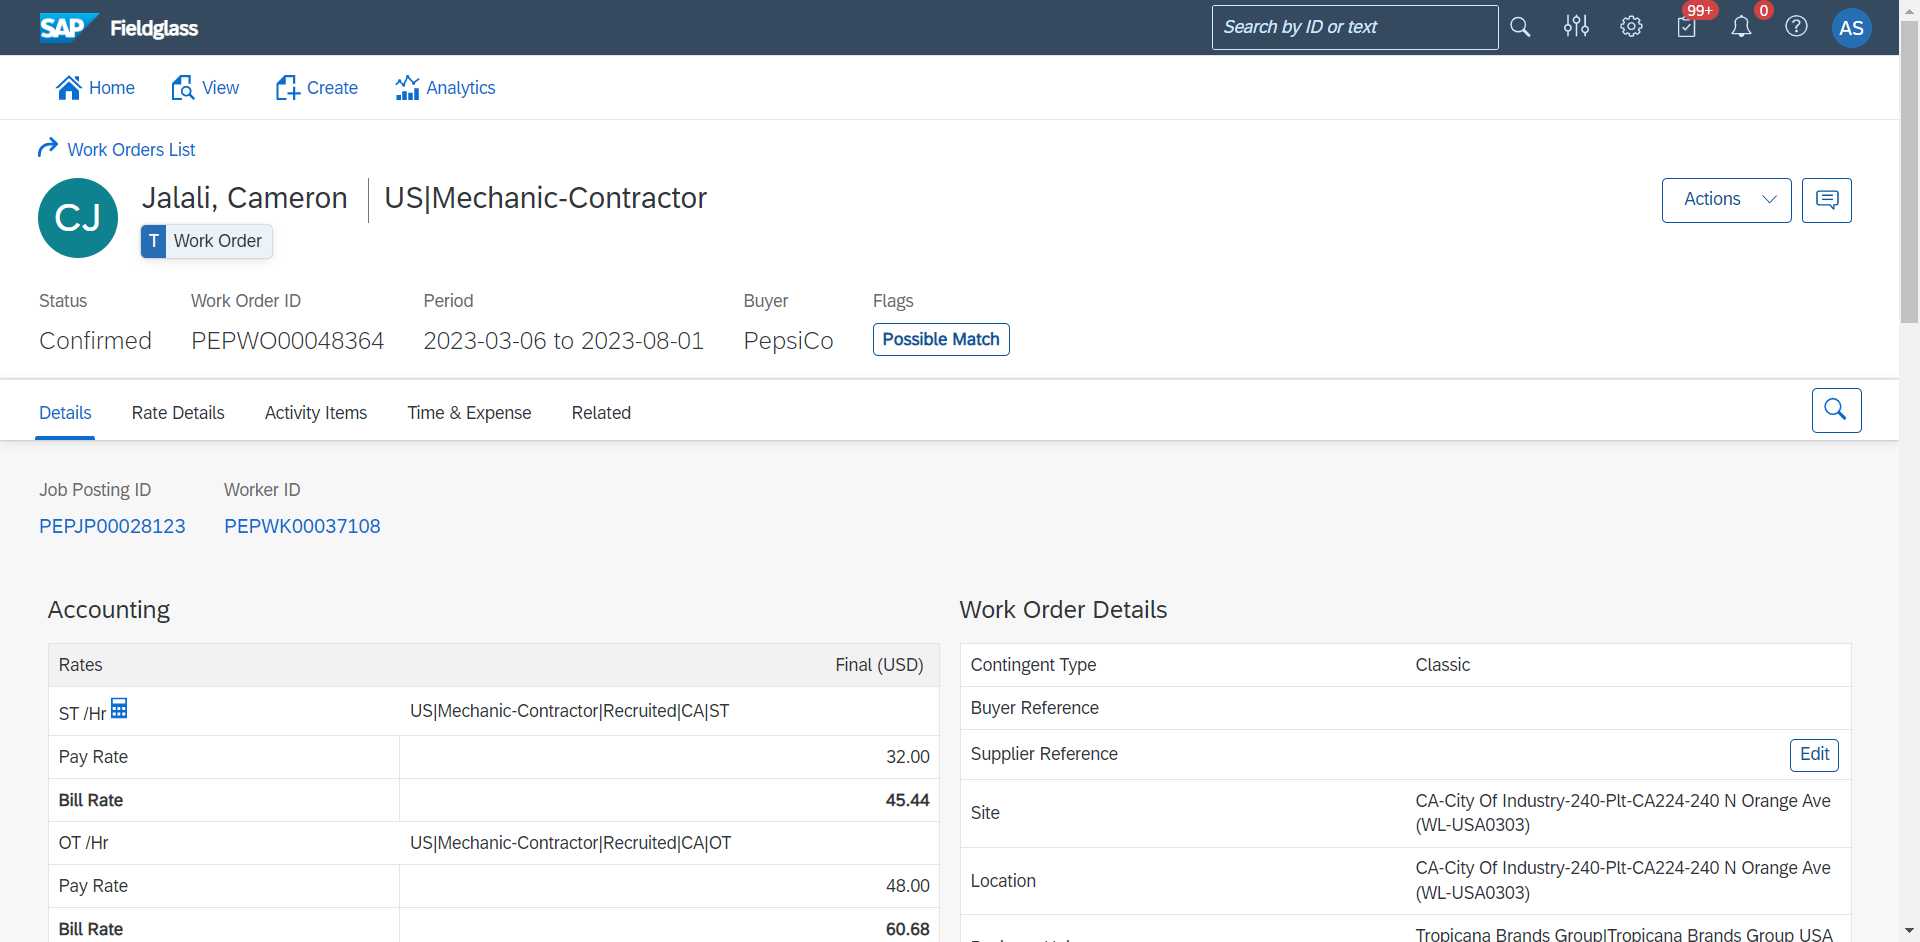 SAP Fieldglass
Search by ID or text
99+
0
AS
Home
View
Create
Analytics
Work Orders List
CJ
Jalali, Cameron
US|Mechanic-Contractor
T Work Order
Actions
Status
Work Order ID
Period
Buyer
Flags
Confirmed
PEPWO00048364
2023-03-06 to 2023-08-01
PepsiCo
Possible Match
Details
Rate Details
Activity Items
Time & Expense
Related
Job Posting ID
Worker ID
PEPJP00028123
PEPWK00037108
Accounting
Rates
Final (USD)
ST /Hr
US|Mechanic-Contractor|Recruited|CA|ST
Pay Rate
32.00
Bill Rate
45.44
OT /Hr
US|Mechanic-Contractor|Recruited|CA|OT
Pay Rate
48.00
Bill Rate
60.68
Work Order Details
Contingent Type
Classic
Buyer Reference
Supplier Reference
Edit
Site
CA-City Of Industry-240-Plt-CA224-240 N Orange Ave
(WL-USA0303)
Location
CA-City Of Industry-240-Plt-CA224-240 N Orange Ave
(WL-USA0303)
Tropicana Brands Group|Tropicana Brands Group USA